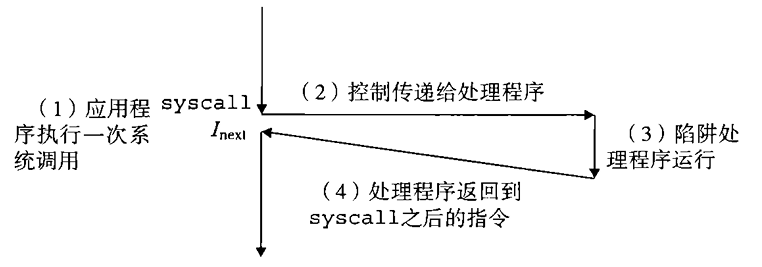 （1）应用程
序执行一次系
统调用
syscall
Inext
（2）控制传递给处理程序
（3）陷阱处
理程序运行
（4）处理程序返回到
syscall之后的指令